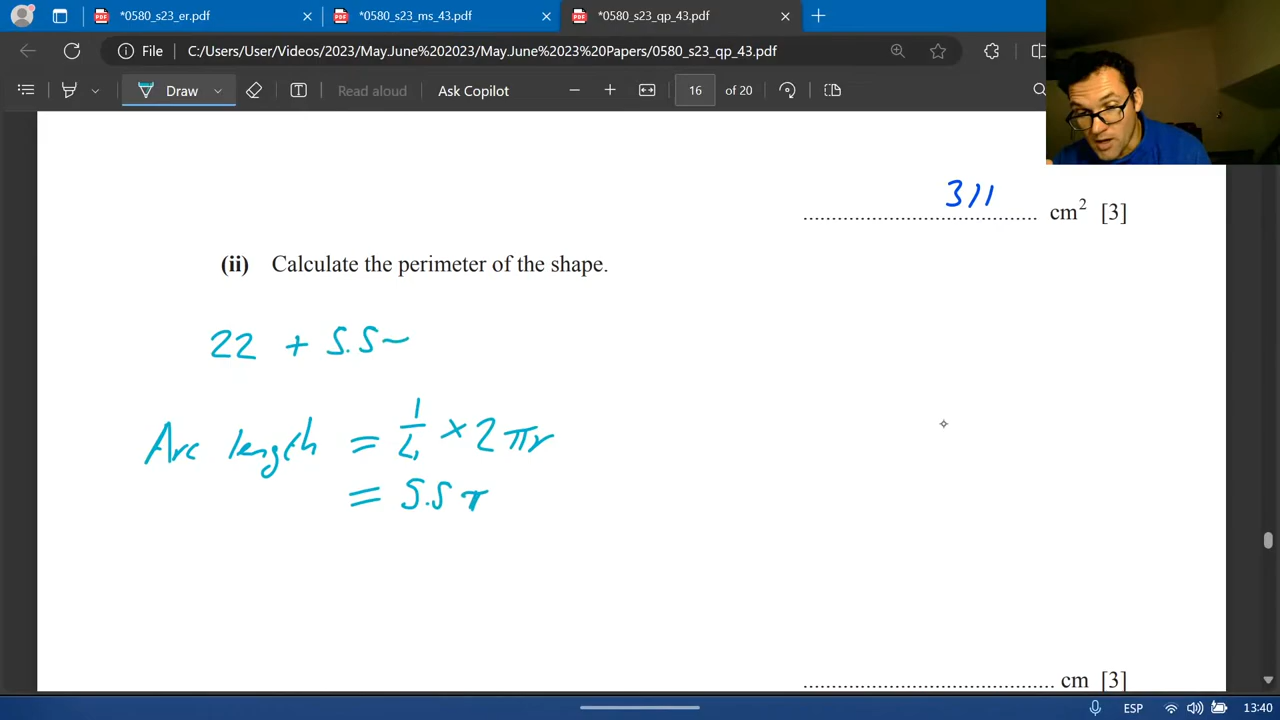 *0580_s23_er.pdf
*0580_s23_ms_43.pdf
*0580_s23_qp_43.pdf
File
C:/Users/User/Videos/2023/May.June%202023/May.June%2023%20Papers/0580_s23_qp_43.pdf
Draw
Read aloud
Ask Copilot
16 of 20
311
........................................ cm² [3]
(ii) Calculate the perimeter of the shape.
22 + 5.5
Arc length = 1/4 × 2πr
= 5.5 π
........................................... cm [3]
ESP
13:40